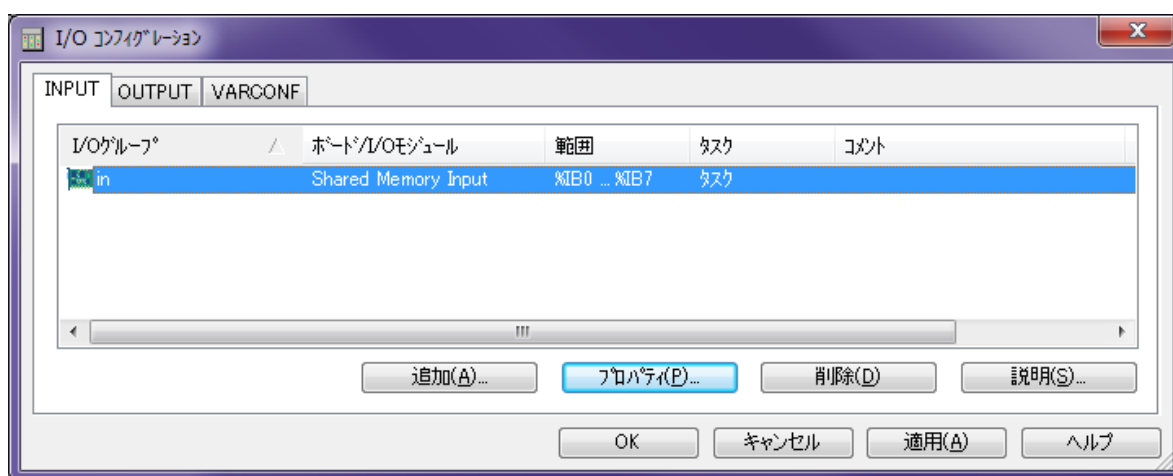 I/O ｺﾝﾌｨｸﾞﾚｰｼｮﾝ
x
INPUT OUTPUT VARCONF
I/Oｸﾞﾙｰﾌﾟ ﾎﾞｰﾄﾞ/I/Oﾓｼﾞｭｰﾙ 範囲 ﾀｽｸ ｺﾒﾝﾄ
in Shared Memory Input %IB0 ... %IB7 ﾀｽｸ
追加(A)... ﾌﾟﾛﾊﾟﾃｨ(P)... 削除(D) 説明(S)...
OK キャンセル 適用(A) ヘルプ